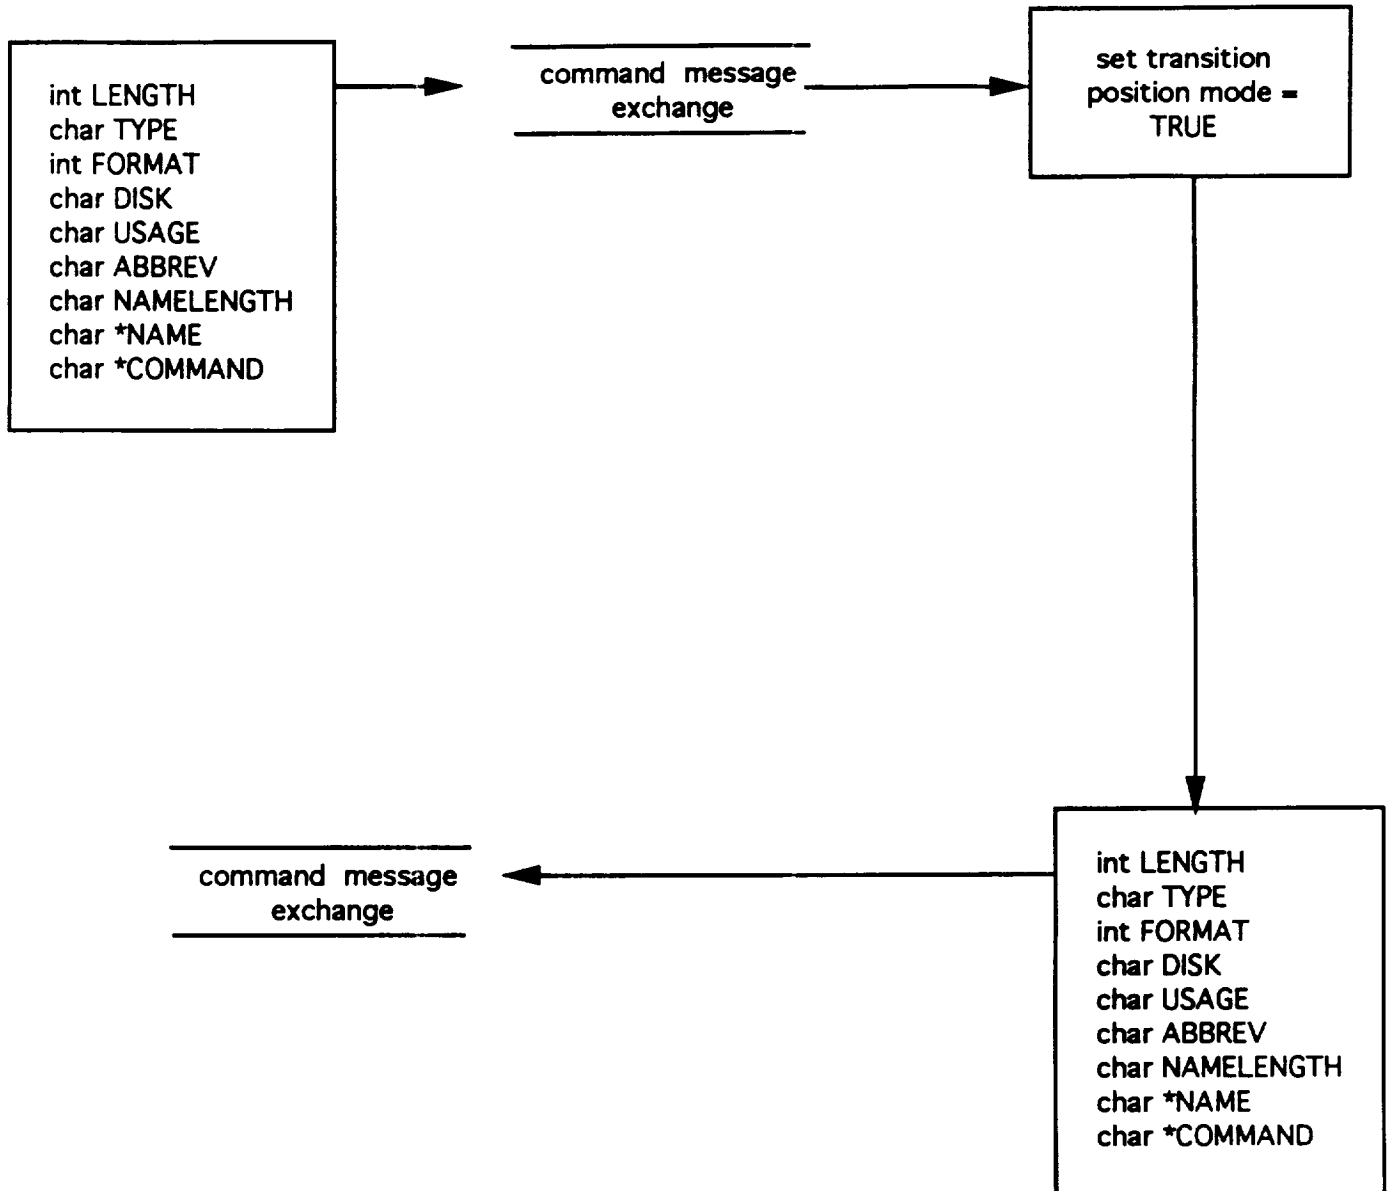 int LENGTH
char TYPE
int FORMAT
char DISK
char USAGE
char ABBREV
char NAMELENGTH
char *NAME
char *COMMAND
command message
exchange
set transition
position mode =
TRUE
command message
exchange
int LENGTH
char TYPE
int FORMAT
char DISK
char USAGE
char ABBREV
char NAMELENGTH
char *NAME
char *COMMAND